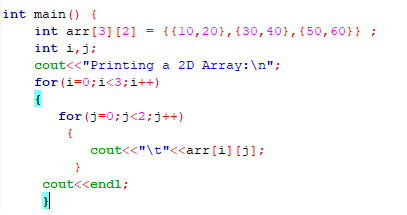 int main() {
int arr[3][2] = {{10,20},{30,40},{50,60}} ;
int i,j;
cout<<"Printing a 2D Array:\n";
for(i=0;i<3;i++)
{
for(j=0;j<2;j++)
{
cout<<"\t"<<arr[i][j];
}
cout<<endl;
}